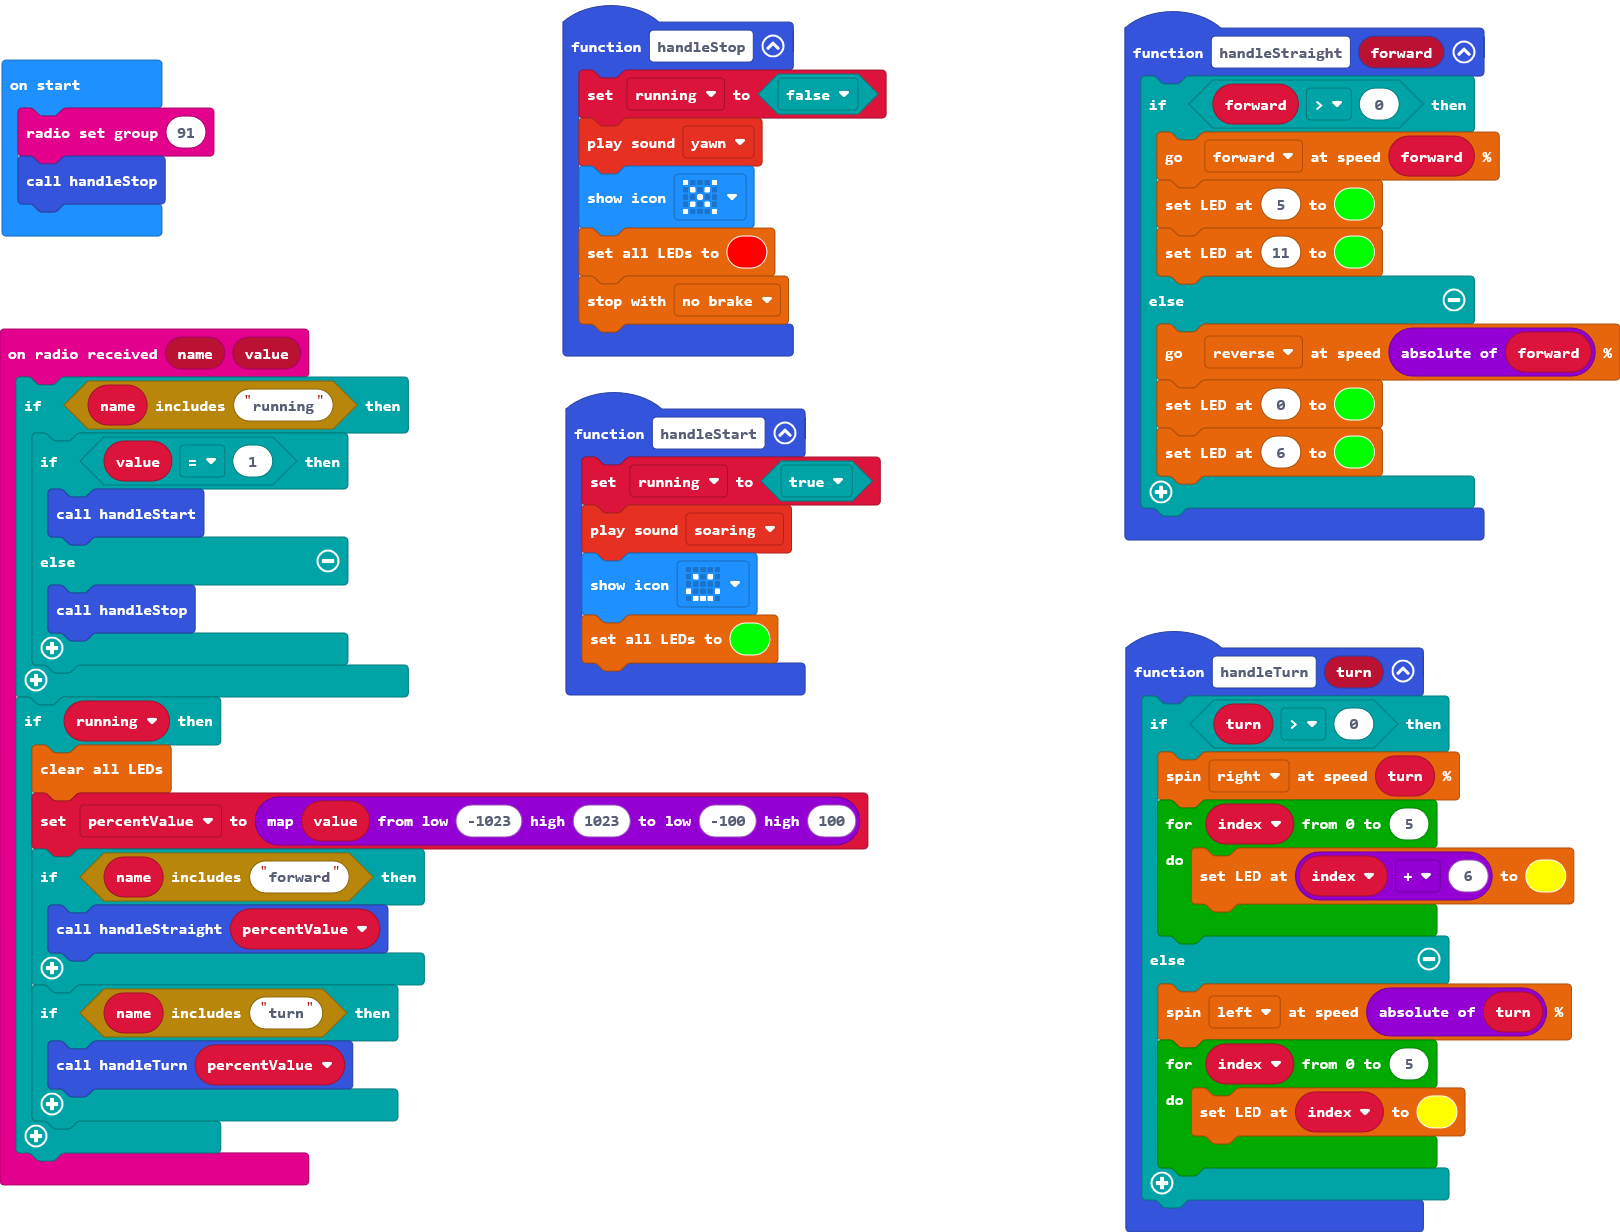 on start
radio set group 91
call handleStop
on radio received name value
if name includes "running" then
if value = 1 then
call handleStart
else
call handleStop
if running then
clear all LEDs
set percentValue to map value from low -1023 high 1023 to low -100 high 100
if name includes "forward" then
call handleStraight percentValue
if name includes "turn" then
call handleTurn percentValue
function handleStop
set running to false
play sound yawn
show icon
set all LEDs to
stop with no brake
function handleStart
set running to true
play sound soaring
show icon
set all LEDs to
function handleStraight forward
if forward > 0 then
go forward at speed forward %
set LED at 5 to
set LED at 11 to
else
go reverse at speed absolute of forward %
set LED at 0 to
set LED at 6 to
function handleTurn turn
if turn > 0 then
spin right at speed turn %
for index from 0 to 5
do
set LED at index + 6 to
else
spin left at speed absolute of turn %
for index from 0 to 5
do
set LED at index to